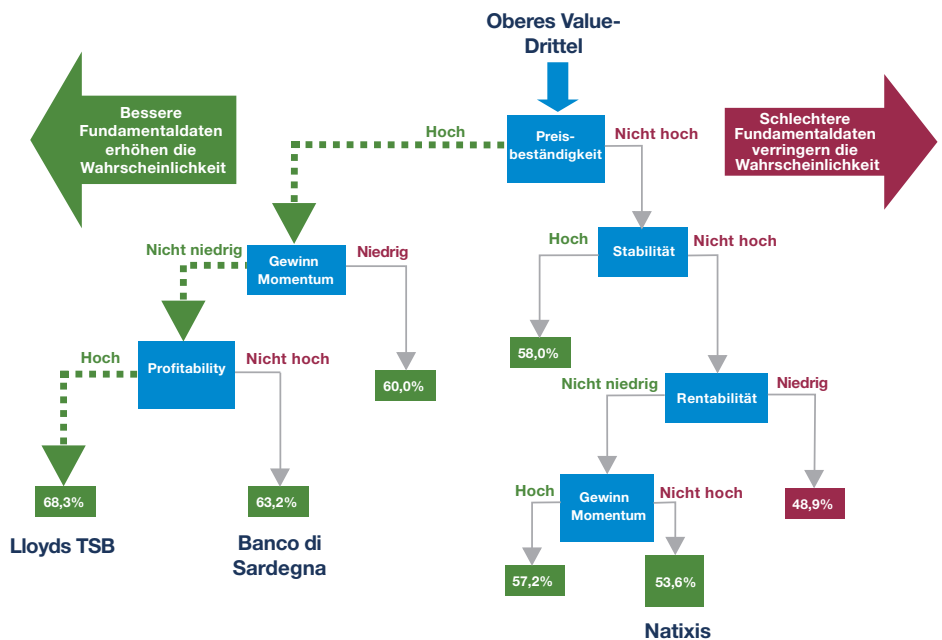 Oberes Value-
Drittel
Bessere
Fundamentaldaten
erhöhen die
Wahrscheinlichkeit
Schlechtere
Fundamentaldaten
verringern die
Wahrscheinlichkeit
Hoch
Preis-
beständigkeit
Nicht hoch
Nicht niedrig
Gewinn
Momentum
Niedrig
Hoch
Stabilität
Nicht hoch
Hoch
Profitability
Nicht hoch
60,0%
58,0%
Nicht niedrig
Rentabilität
Niedrig
68,3%
63,2%
Hoch
Gewinn
Momentum
Nicht hoch
48,9%
Lloyds TSB
Banco di
Sardegna
57,2%
53,6%
Natixis